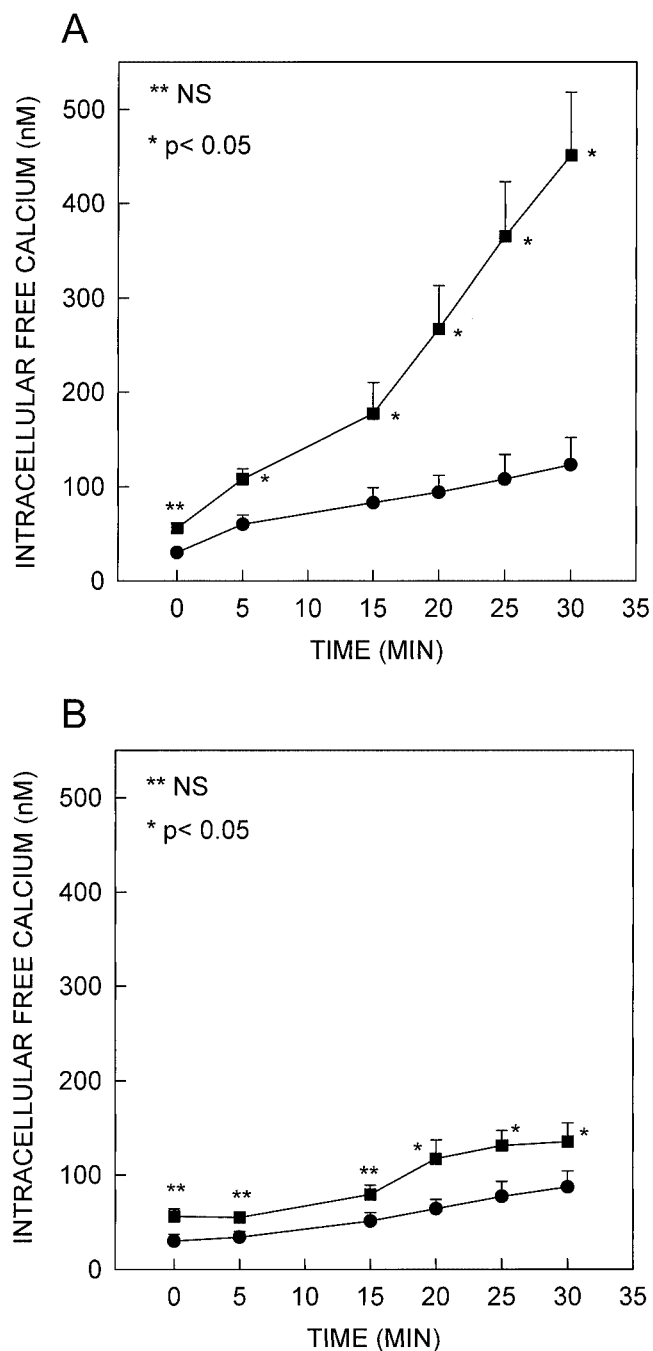 A
** NS
* p< 0.05
INTRACELLULAR FREE CALCIUM (nM)
500
400
300
200
100
0
**
*
*
*
*
*
0 5 10 15 20 25 30 35
TIME (MIN)
B
** NS
* p< 0.05
INTRACELLULAR FREE CALCIUM (nM)
500
400
300
200
100
0
**
**
**
*
*
*
0 5 10 15 20 25 30 35
TIME (MIN)